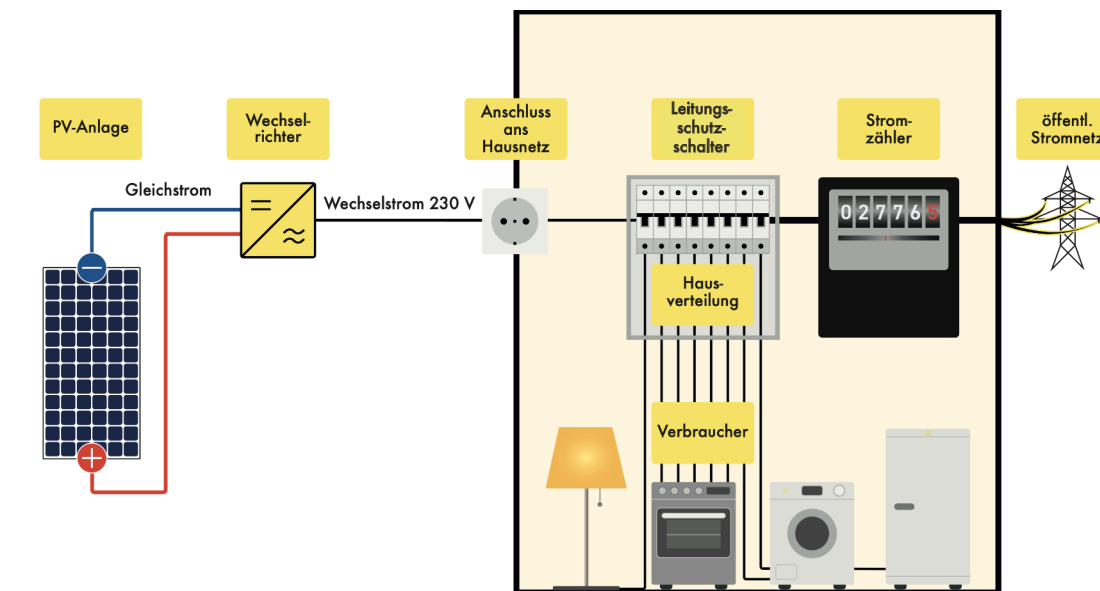 PV-Anlage
Wechsel-
richter
Anschluss
ans
Hausnetz
Leitungs-
schutz-
schalter
Strom-
zähler
öffentl.
Stromnetz
Gleichstrom
Wechselstrom 230 V
027765
Haus-
verteilung
Verbraucher